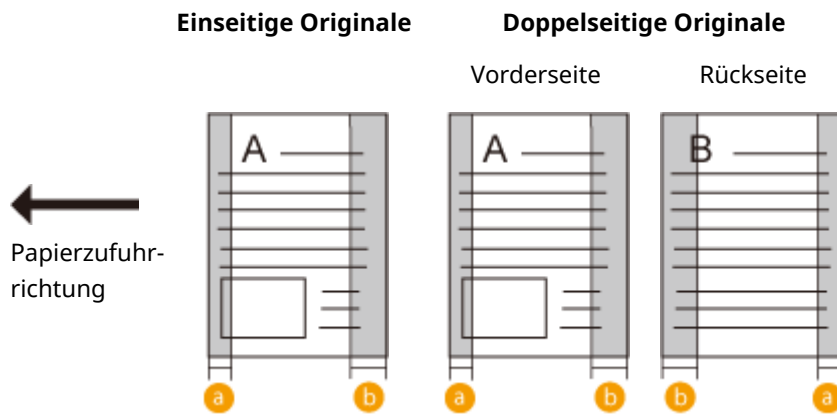 Einseitige Originale
Doppelseitige Originale
Vorderseite
Rückseite
A
A
B
Papierzufuhr-
richtung
a
b
a
b
b
a